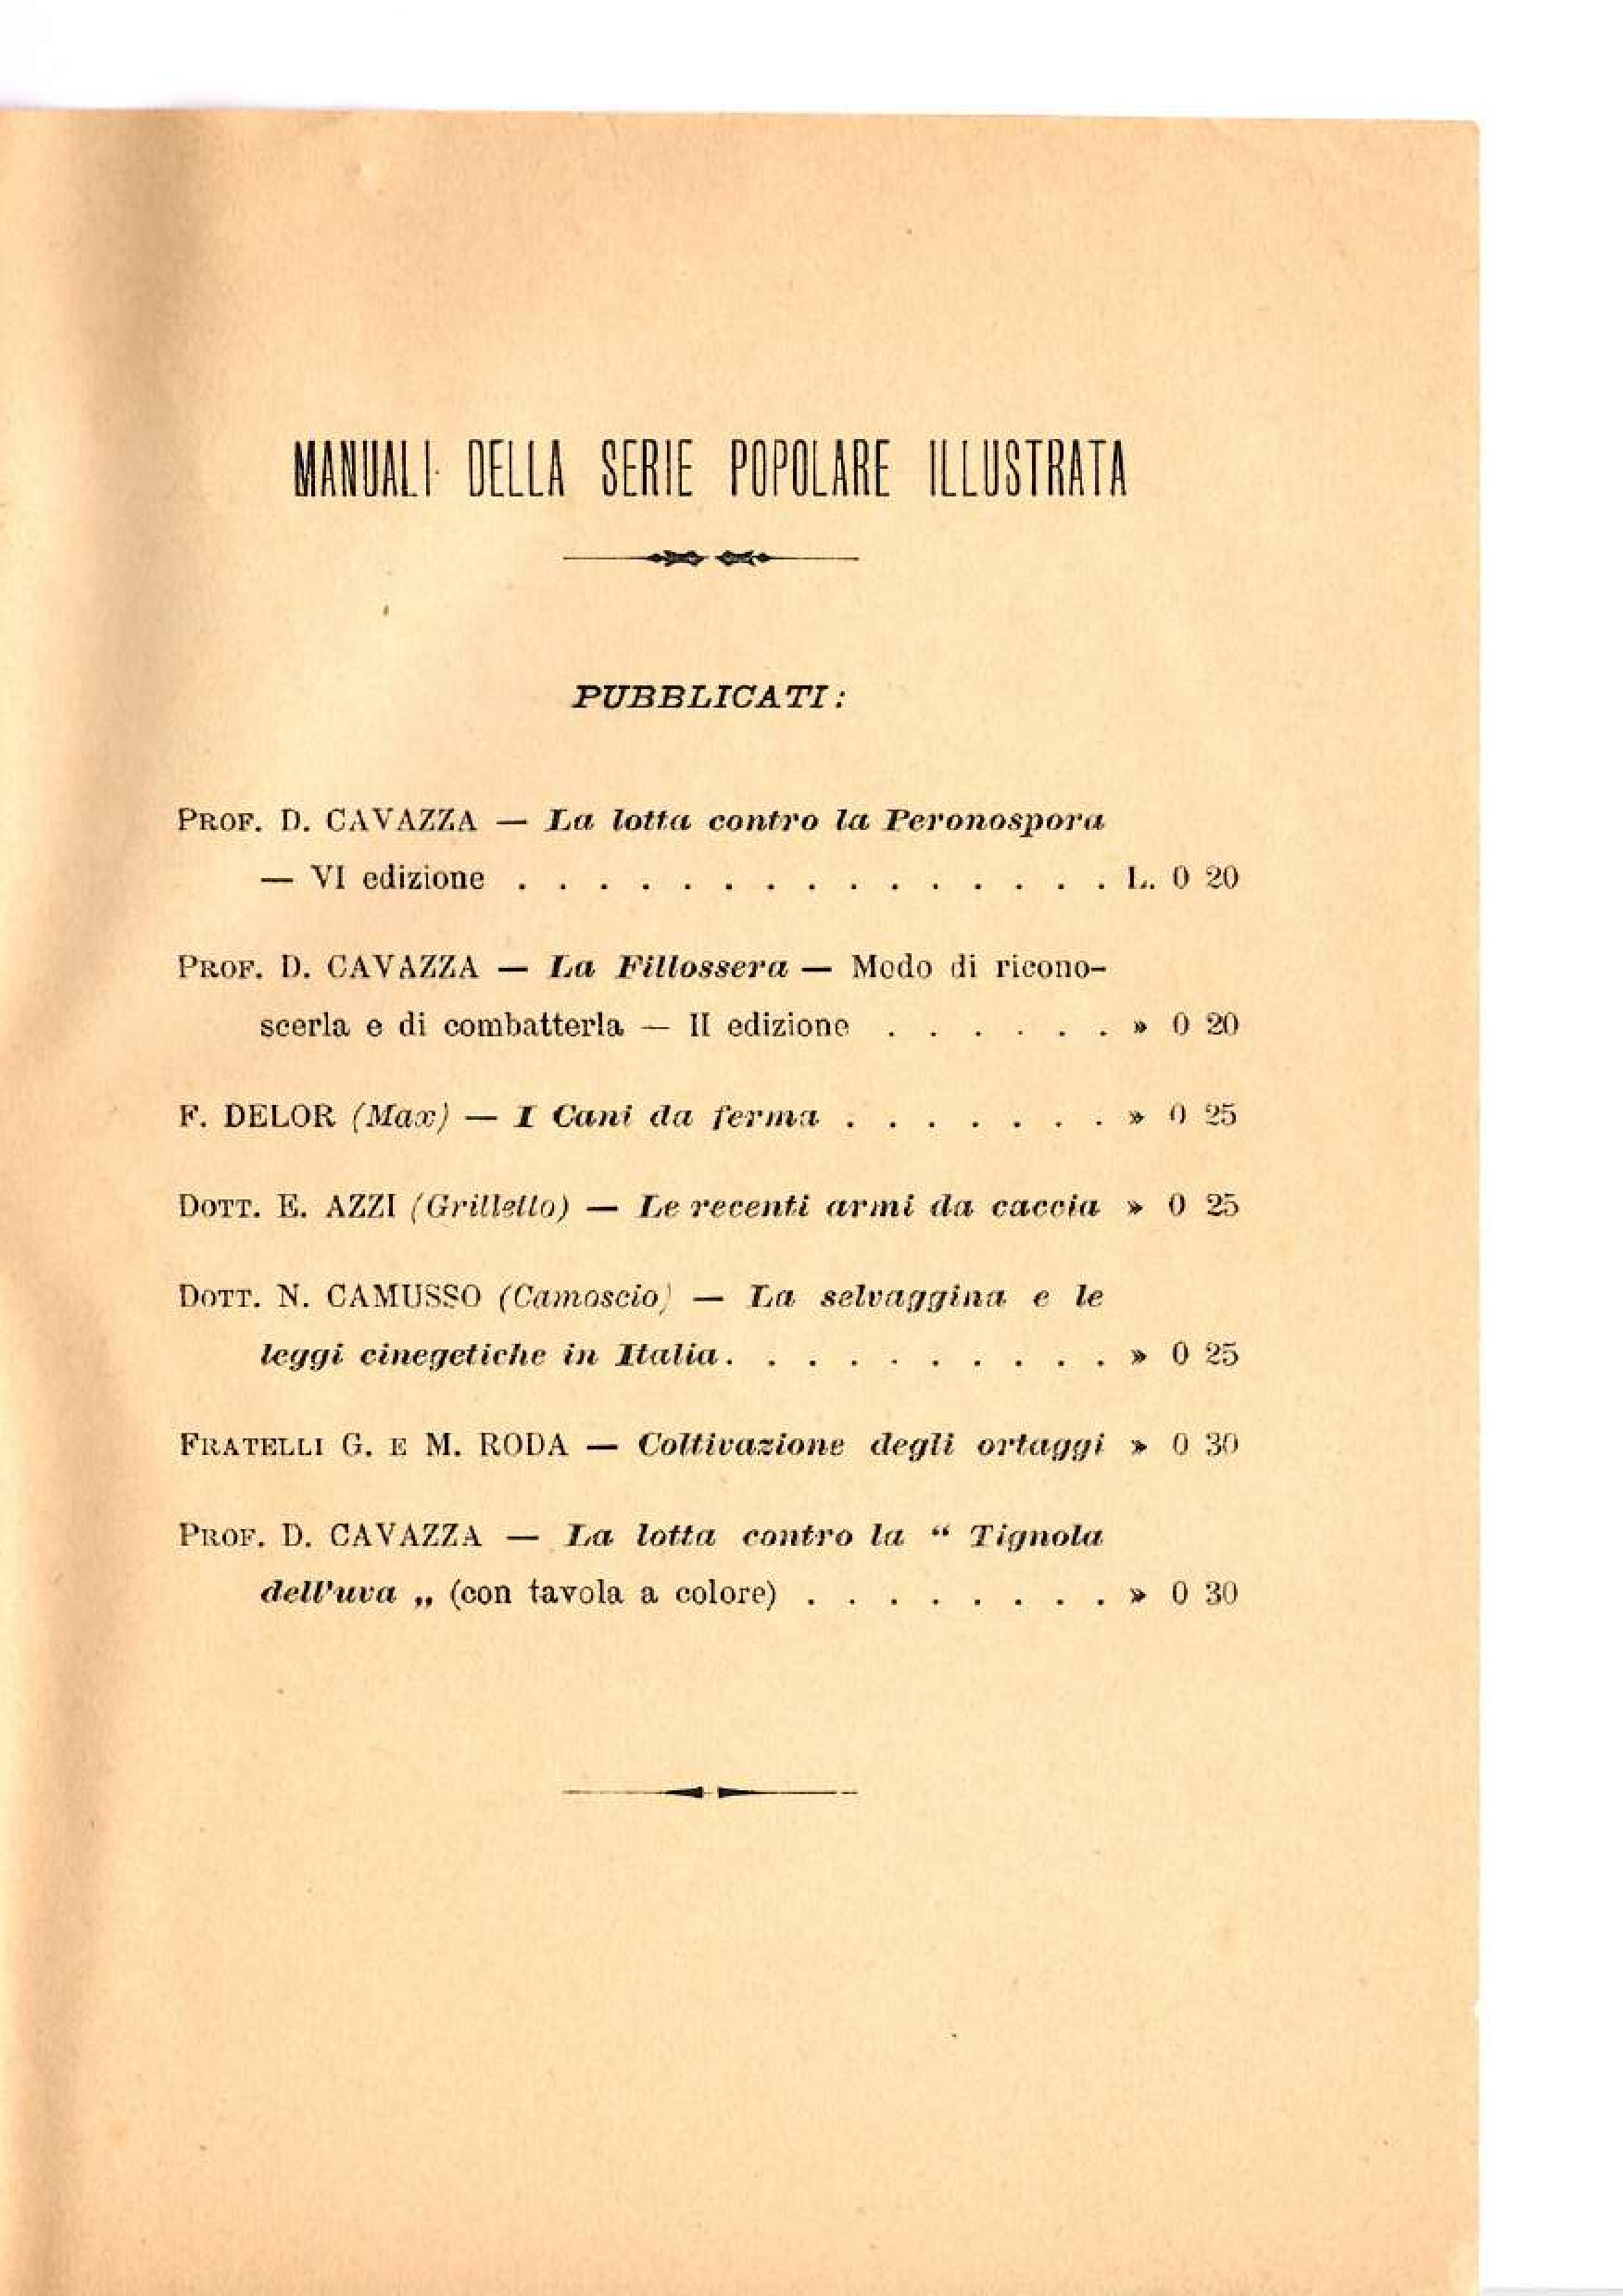 MANUALI DELLA SERIE POPOLARE ILLUSTRATA
PUBBLICATI:
PROF. D. CAVAZZA — La lotta contro la Peronospora
— VI edizione . . . . . . . . . . . . . . . L. 0 20
PROF. D. CAVAZZA — La Fillossera — Modo di ricono-
scerla e di combatterla — II edizione . . . . . . » 0 20
F. DELOR (Max) — I Cani da ferma . . . . . . . » 0 25
DOTT. E. AZZI (Grilletto) — Le recenti armi da caccia » 0 25
DOTT. N. CAMUSSO (Camoscio) — La selvaggina e le
leggi cinegetiche in Italia. . . . . . . . . . » 0 25
FRATELLI G. E M. RODA — Coltivazione degli ortaggi » 0 30
PROF. D. CAVAZZA — La lotta contro la “ Tignola
dell'uva „ (con tavola a colore) . . . . . . . . » 0 30